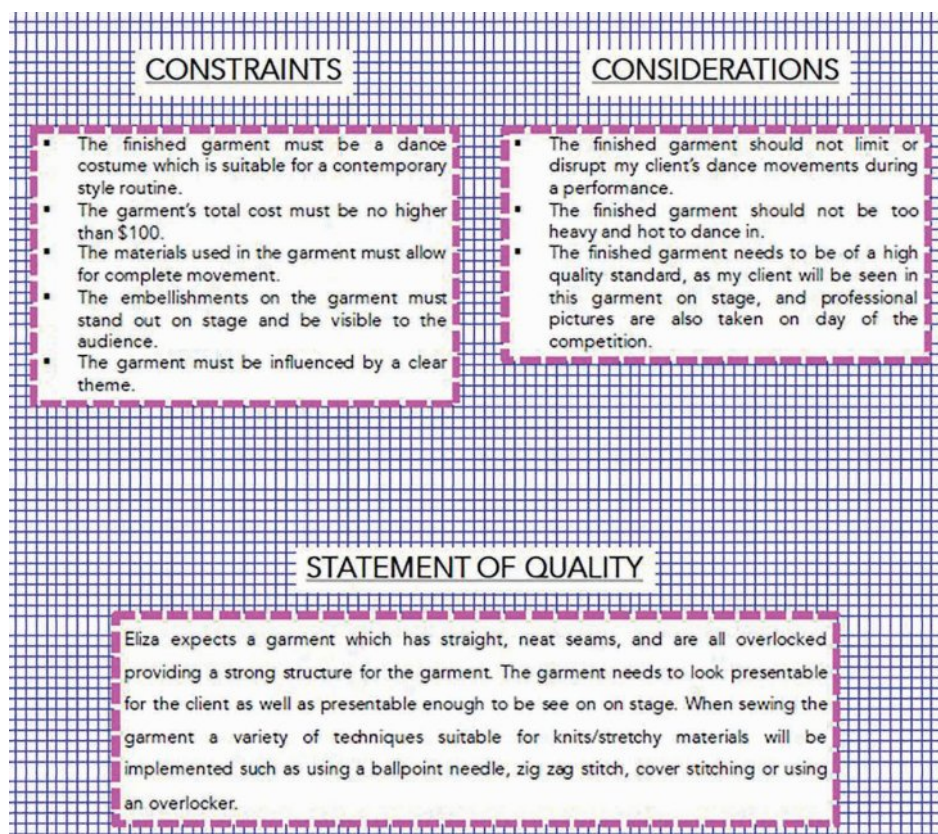 CONSTRAINTS
▪ The finished garment must be a dance
costume which is suitable for a contemporary
style routine.
▪ The garment's total cost must be no higher
than $100.
▪ The materials used in the garment must allow
for complete movement.
▪ The embellishments on the garment must
stand out on stage and be visible to the
audience.
▪ The garment must be influenced by a clear
theme.
CONSIDERATIONS
▪ The finished garment should not limit or
disrupt my client's dance movements during
a performance.
▪ The finished garment should not be too
heavy and hot to dance in.
▪ The finished garment needs to be of a high
quality standard, as my client will be seen in
this garment on stage, and professional
pictures are also taken on day of the
competition.
STATEMENT OF QUALITY
Eliza expects a garment which has straight, neat seams, and are all overlocked
providing a strong structure for the garment. The garment needs to look presentable
for the client as well as presentable enough to be see on on stage. When sewing the
garment a variety of techniques suitable for knits/stretchy materials will be
implemented such as using a ballpoint needle, zig zag stitch, cover stitching or using
an overlocker.